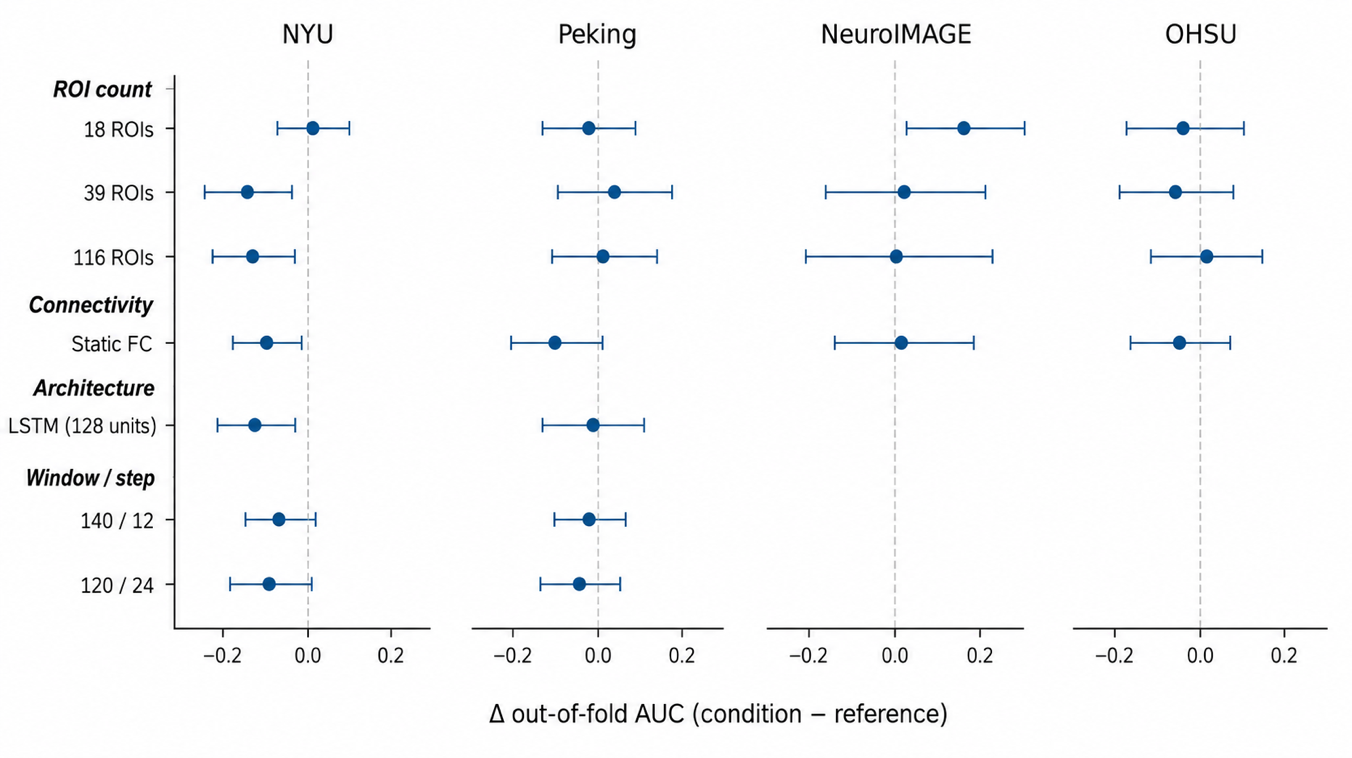 NYU Peking NeuroIMAGE OHSU
ROI count
18 ROIs
39 ROIs
116 ROIs
Connectivity
Static FC
Architecture
LSTM (128 units)
Window / step
140 / 12
120 / 24
−0.2 0.0 0.2 −0.2 0.0 0.2 −0.2 0.0 0.2 −0.2 0.0 0.2
Δ out-of-fold AUC (condition − reference)